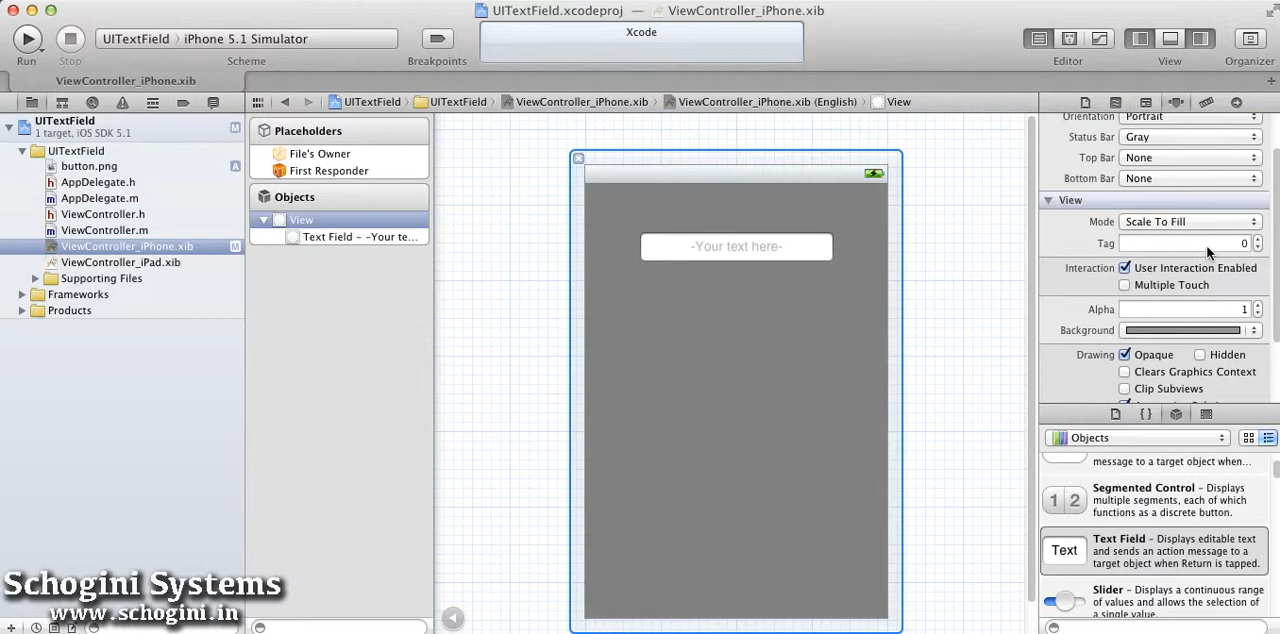 UITextField.xcodeproj — ViewController_iPhone.xib
Run
Stop
UITextField iPhone 5.1 Simulator
Scheme
Breakpoints
Xcode
Editor
View
Organizer
ViewController_iPhone.xib
UITextField
1 target, iOS SDK 5.1
M
UITextField
button.png
A
AppDelegate.h
AppDelegate.m
ViewController.h
ViewController.m
ViewController_iPhone.xib
M
ViewController_iPad.xib
Supporting Files
Frameworks
Products
UITextField
UITextField
ViewController_iPhone.xib
ViewController_iPhone.xib (English)
View
Placeholders
File's Owner
First Responder
Objects
View
Text Field - -Your te...
-Your text here-
Orientation Portrait
Status Bar Gray
Top Bar None
Bottom Bar None
View
Mode Scale To Fill
Tag 0
Interaction User Interaction Enabled
Multiple Touch
Alpha 1
Background
Drawing Opaque Hidden
Clears Graphics Context
Clip Subviews
Objects
message to a target object when...
1 2
Segmented Control - Displays
multiple segments, each of which
functions as a discrete button.
Text
Text Field - Displays editable text
and sends an action message to a
target object when Return is tapped.
Slider - Displays a continuous range
of values and allows the selection of
a single value.
Schogini Systems
www.schogini.in